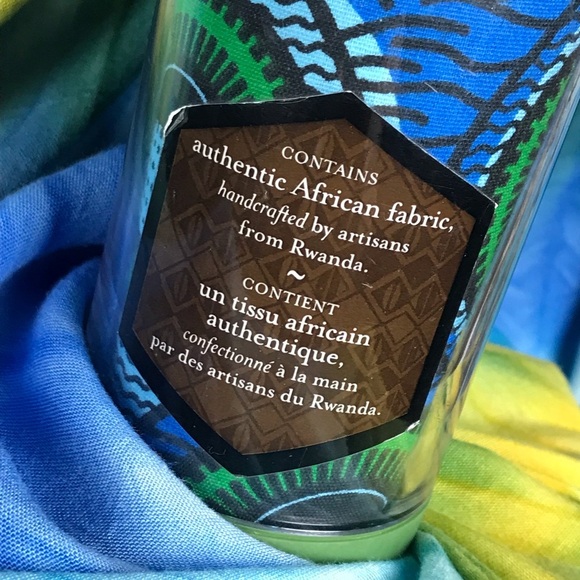 CONTAINS
authentic African fabric,
handcrafted by artisans
from Rwanda.
~
CONTIENT
un tissu africain
authentique,
confectionné à la main
par des artisans du Rwanda.